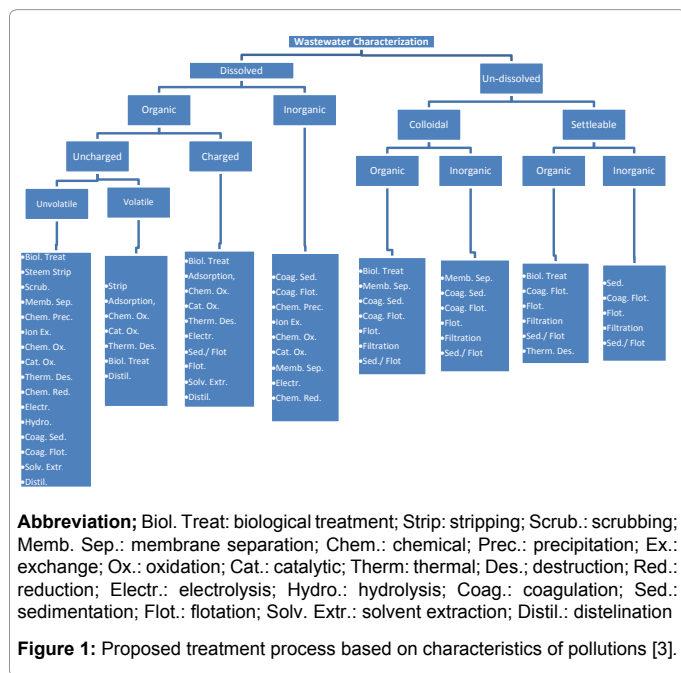 Wastewater Characterization
Dissolved
Un-dissolved
Organic
Inorganic
Colloidal
Settleable
Uncharged
Charged
Organic
Inorganic
Organic
Inorganic
Unvolatile
Volatile
•Biol. Treat
•Steem Strip
•Scrub.
•Memb. Sep.
•Chem. Prec.
•Ion Ex.
•Chem. Ox.
•Cat. Ox.
•Therm. Des.
•Chem. Red.
•Electr.
•Hydro.
•Coag. Sed.
•Coag. Flot.
•Solv. Extr.
•Distil.
•Strip
•Adsorption,
•Chem. Ox.
•Cat. Ox.
•Therm. Des.
•Biol. Treat
•Distil.
•Biol. Treat
•Adsorption,
•Chem. Ox.
•Cat. Ox.
•Therm. Des.
•Electr.
•Sed./ Flot
•Flot.
•Solv. Extr.
•Distil.
•Coag. Sed.
•Coag. Flot.
•Chem. Prec.
•Ion Ex.
•Chem. Ox.
•Cat. Ox.
•Memb. Sep.
•Electr.
•Chem. Red.
•Biol. Treat
•Memb. Sep.
•Coag. Sed.
•Coag. Flot.
•Flot.
•Filtration
•Sed./ Flot
•Memb. Sep.
•Coag. Sed.
•Coag. Flot.
•Flot.
•Filtration
•Sed./ Flot
•Biol. Treat
•Coag. Flot.
•Flot.
•Filtration
•Sed./ Flot
•Therm. Des.
•Sed.
•Coag. Flot.
•Flot.
•Filtration
•Sed./ Flot
Abbreviation; Biol. Treat: biological treatment; Strip: stripping; Scrub.: scrubbing;
Memb. Sep.: membrane separation; Chem.: chemical; Prec.: precipitation; Ex.:
exchange; Ox.: oxidation; Cat.: catalytic; Therm: thermal; Des.; destruction; Red.:
reduction; Electr.: electrolysis; Hydro.: hydrolysis; Coag.: coagulation; Sed.:
sedimentation; Flot.: flotation; Solv. Extr.: solvent extraction; Distil.: distelination
Figure 1: Proposed treatment process based on characteristics of pollutions [3].